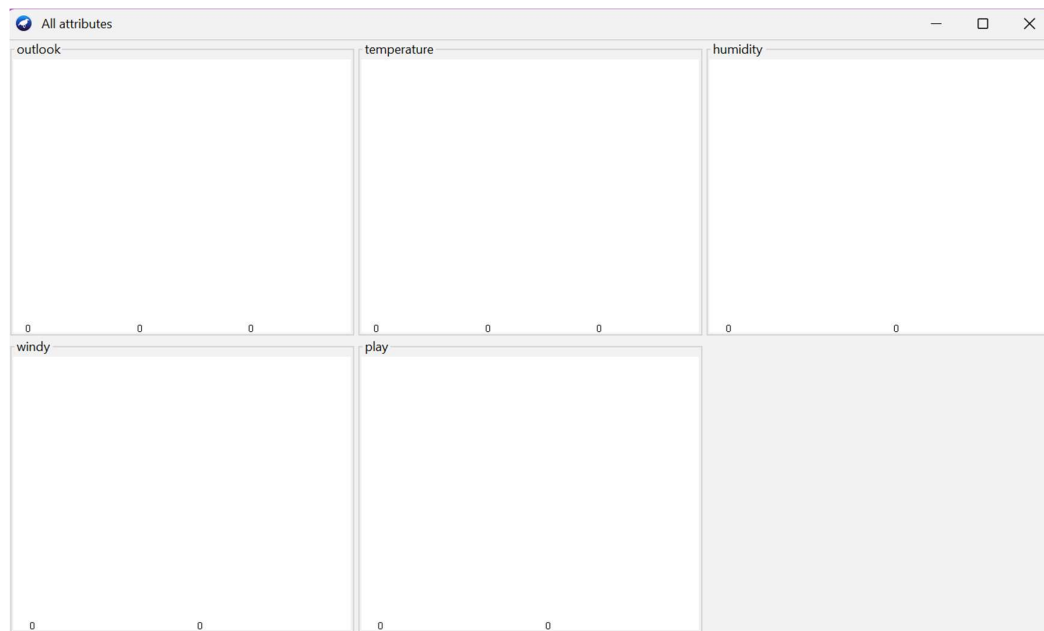 All attributes
outlook temperature humidity
0 0 0 0 0 0 0 0
windy play
0 0 0 0